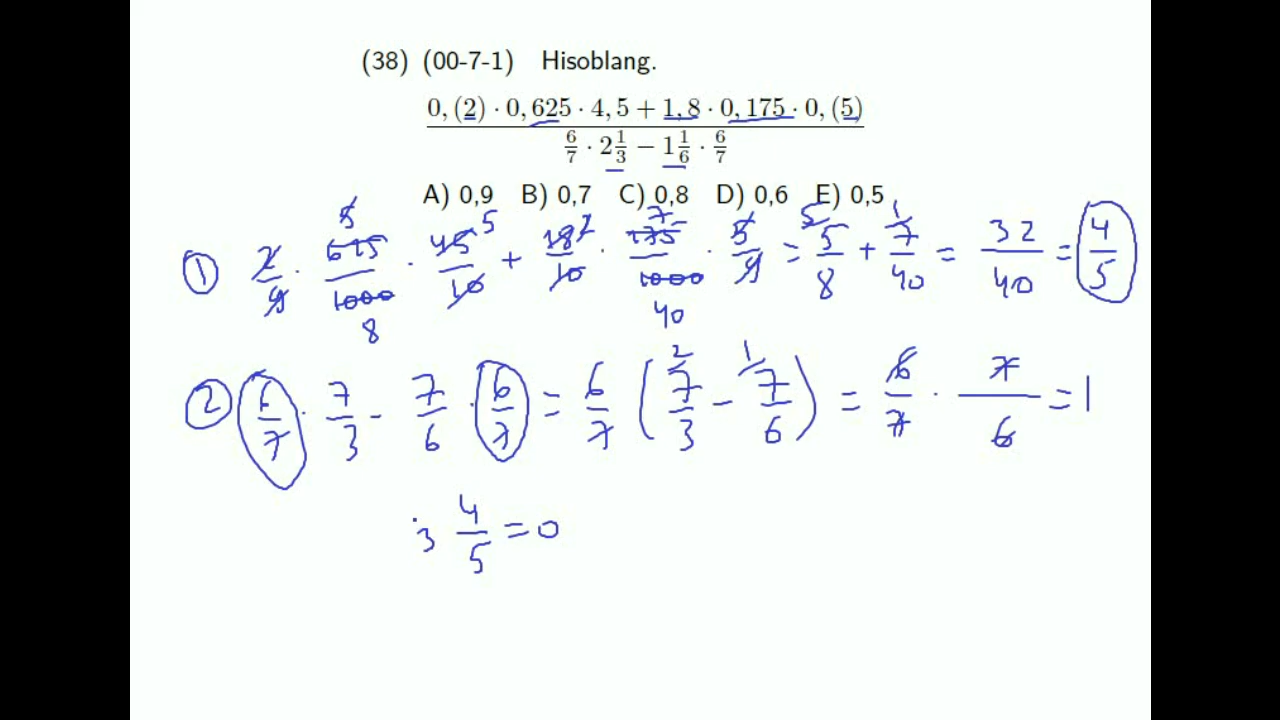 (38) (00-7-1) Hisoblang.
0,(2) · 0,625 · 4,5 + 1,8 · 0,175 · 0,(5)
6/7 · 2 1/3 − 1 1/6 · 6/7
A) 0,9 B) 0,7 C) 0,8 D) 0,6 E) 0,5
① 2/9 · 625/1000 · 45/10 + 18/10 · 175/1000 · 5/9 = 5/8 + 7/40 = 32/40 = 4/5
② 6/7 · 7/3 − 7/6 · 6/7 = 6/7 (7/3 − 7/6) = 6/7 · 7/6 = 1
3 4/5 = 0